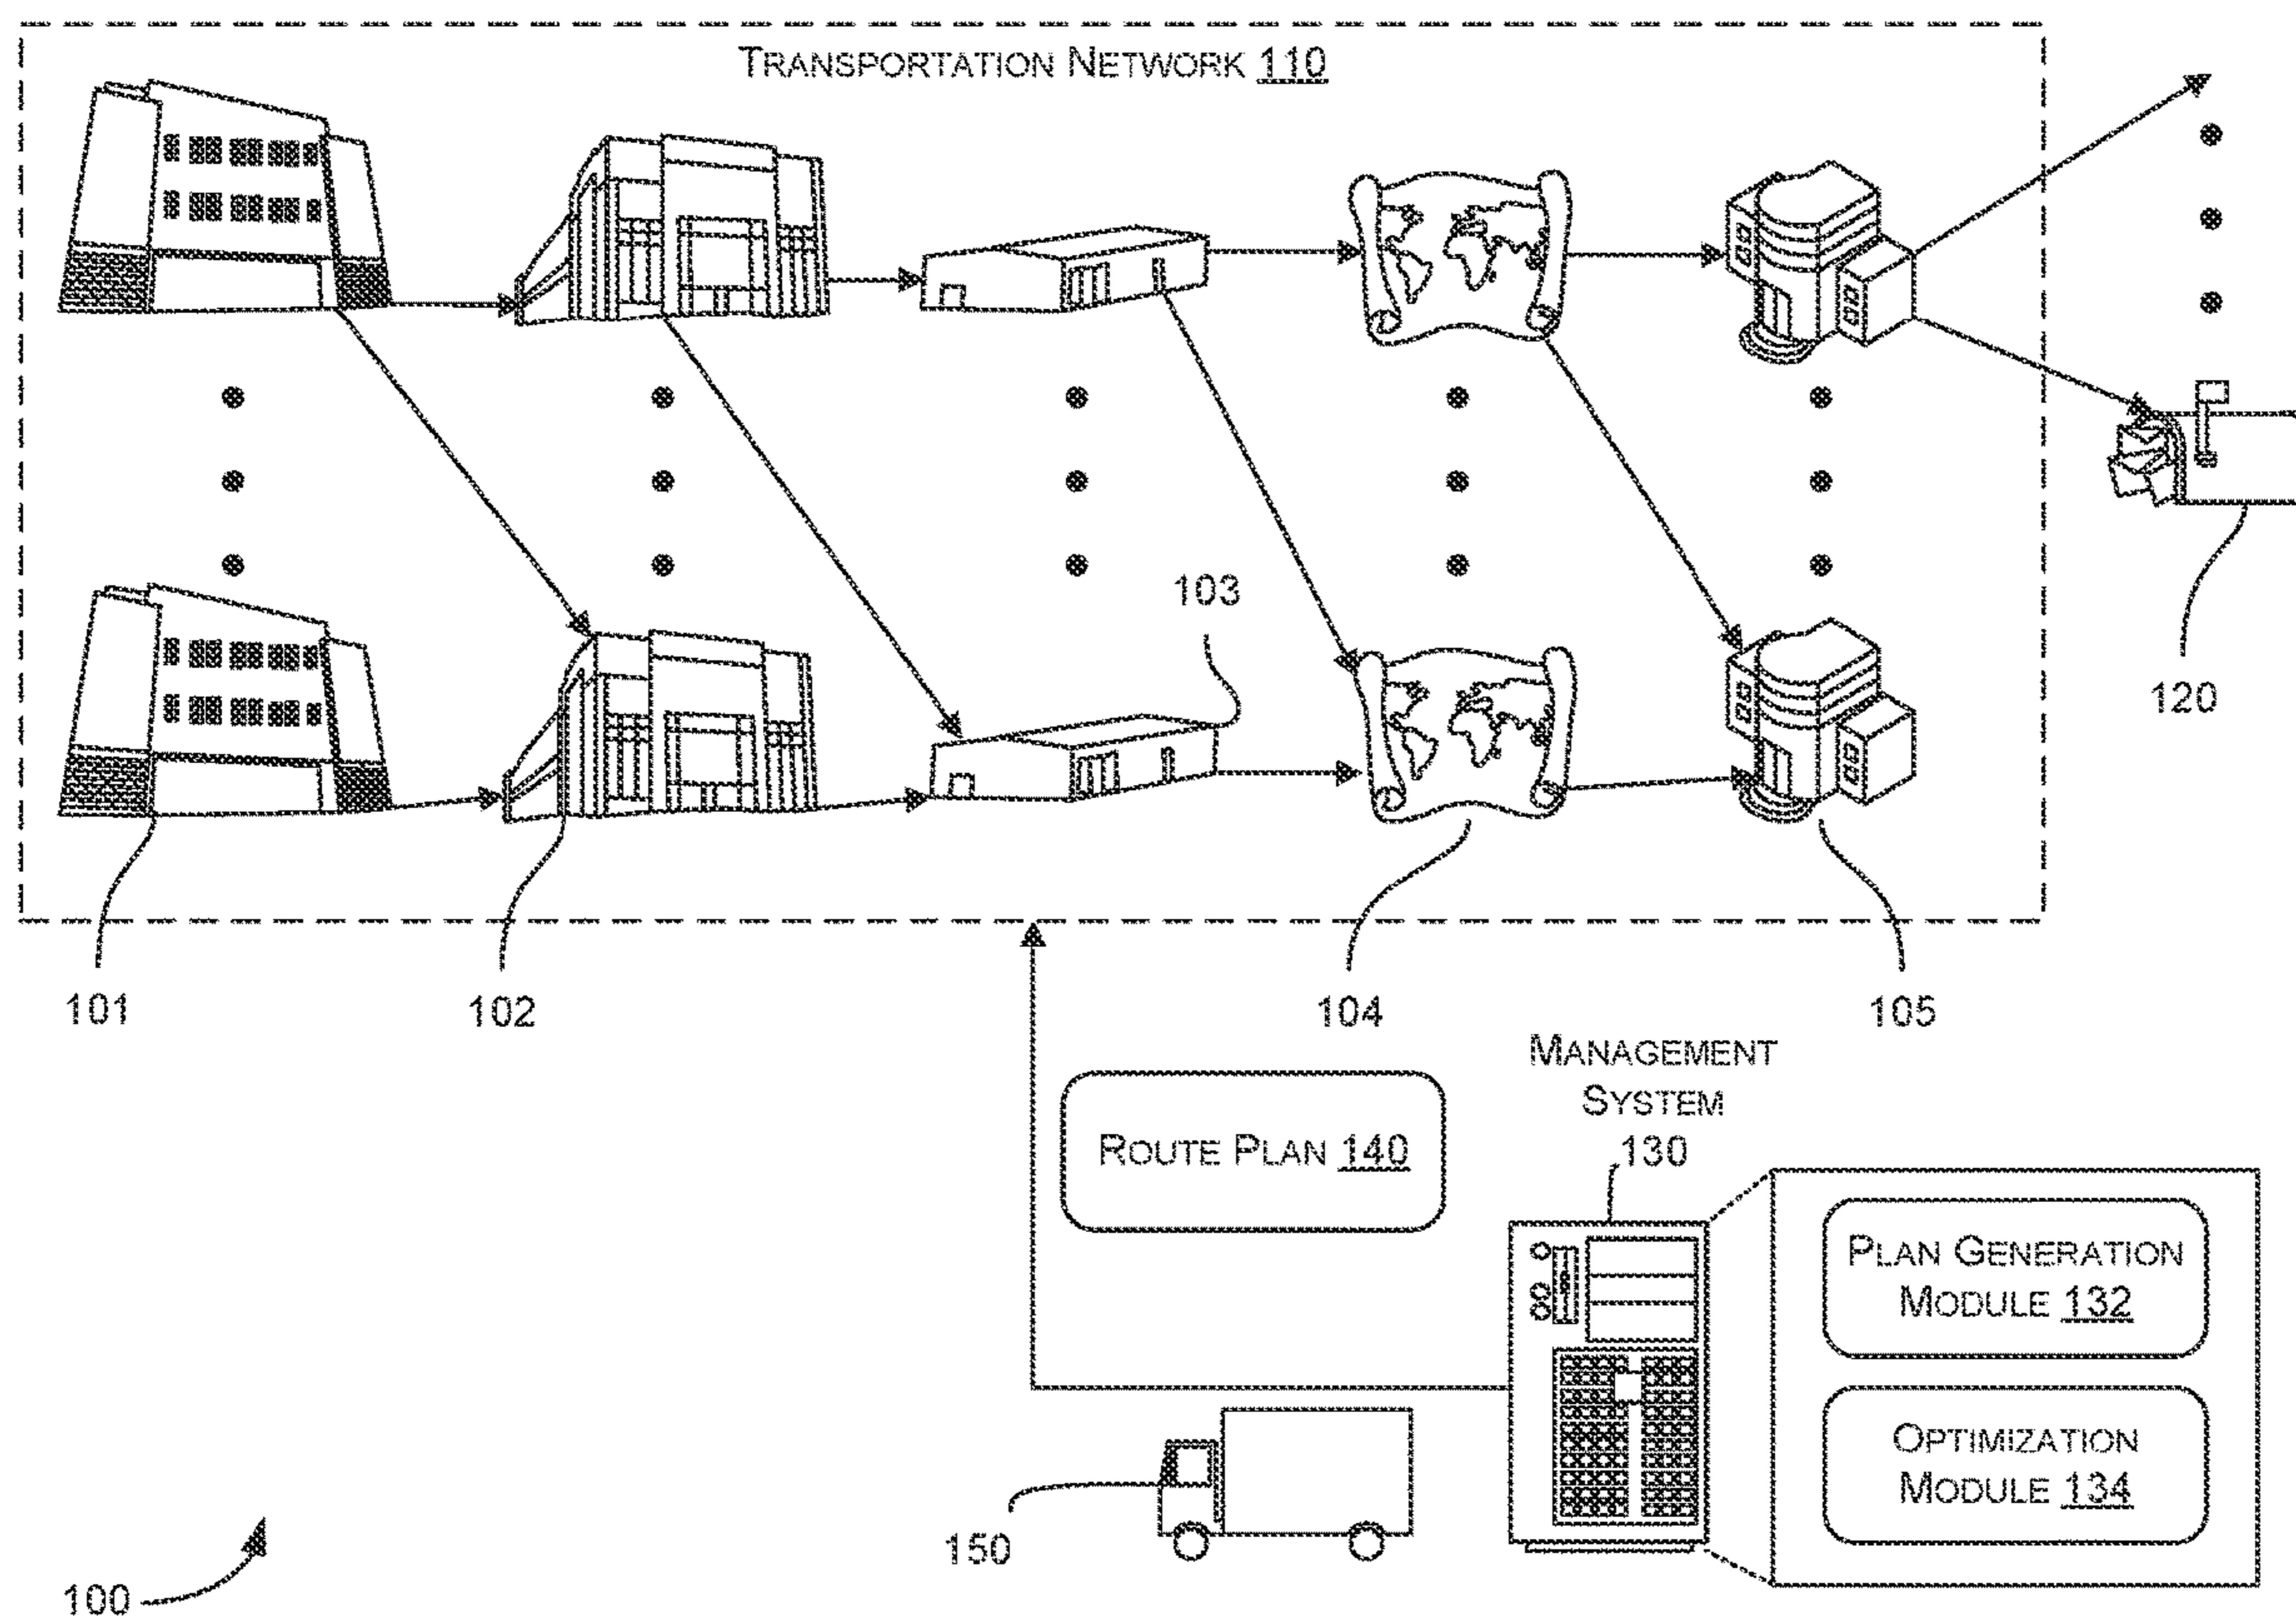 TRANSPORTATION NETWORK 110
103
120
101
102
104
105
MANAGEMENT
SYSTEM
130
ROUTE PLAN 140
PLAN GENERATION
MODULE 132
OPTIMIZATION
MODULE 134
150
100